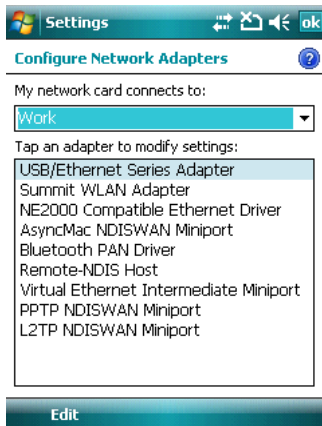 Settings
ok
Configure Network Adapters
?
My network card connects to:
Work
Tap an adapter to modify settings:
USB/Ethernet Series Adapter
Summit WLAN Adapter
NE2000 Compatible Ethernet Driver
AsyncMac NDISWAN Miniport
Bluetooth PAN Driver
Remote-NDIS Host
Virtual Ethernet Intermediate Miniport
PPTP NDISWAN Miniport
L2TP NDISWAN Miniport
Edit